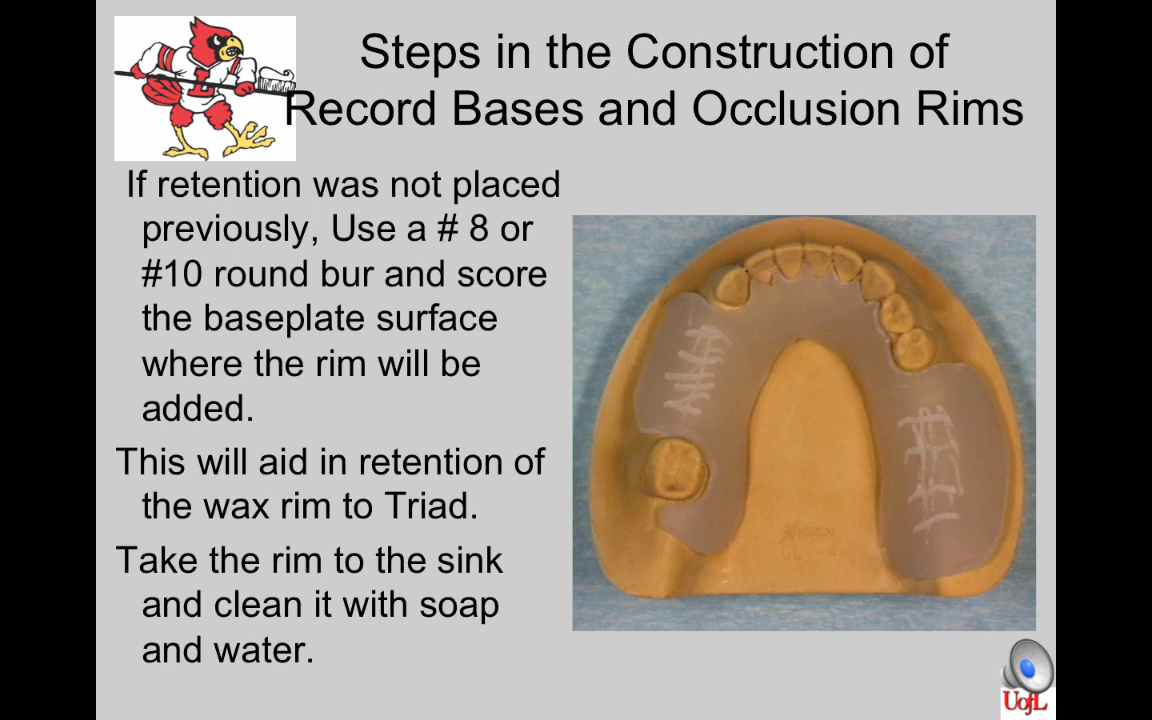 Steps in the Construction of
Record Bases and Occlusion Rims
If retention was not placed
previously, Use a # 8 or
#10 round bur and score
the baseplate surface
where the rim will be
added.
This will aid in retention of
the wax rim to Triad.
Take the rim to the sink
and clean it with soap
and water.
UofL